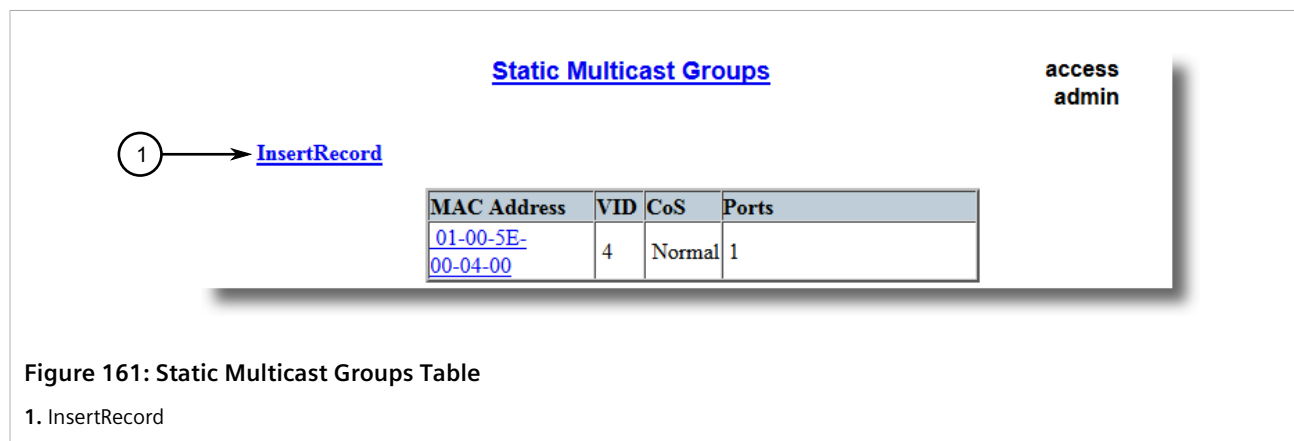 Static Multicast Groups
access
admin
1
InsertRecord
MAC Address VID CoS Ports
01-00-5E-
00-04-00 4 Normal 1
Figure 161: Static Multicast Groups Table
1. InsertRecord